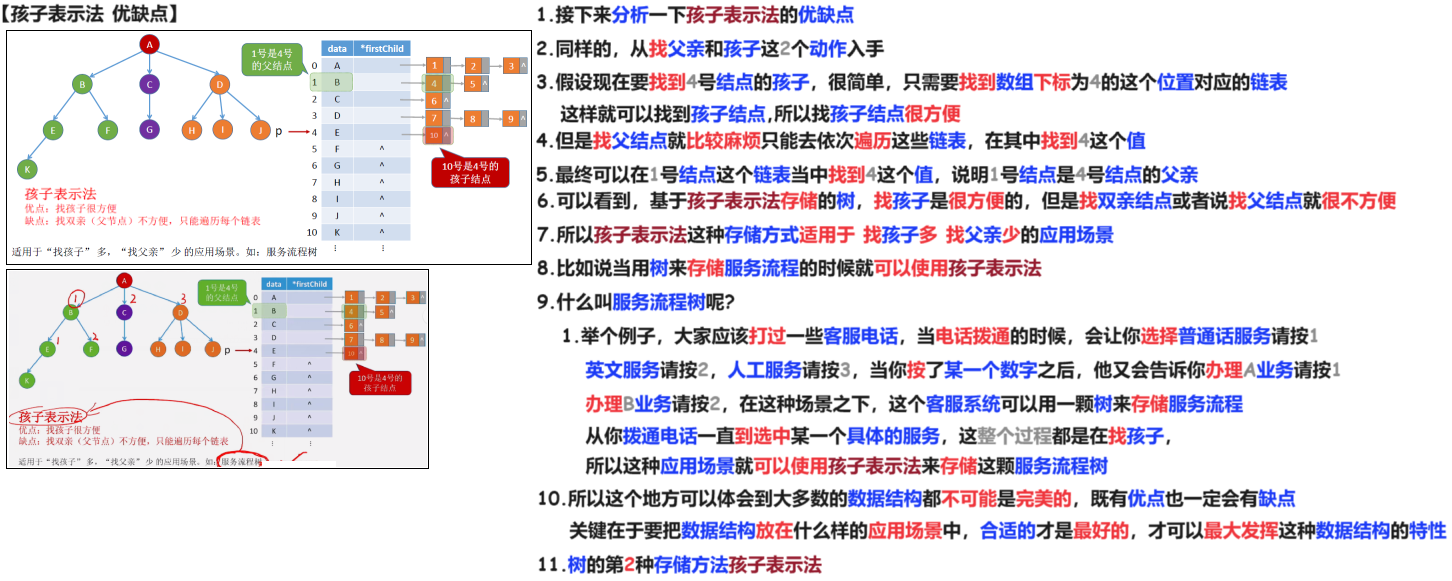 【孩子表示法 优缺点】
A
B
C
D
E
F
G
H
I
J
K
1号是4号
的父结点
data *firstChild
0 A 1 2 3 ^
1 B 4 5 ^
2 C 6 ^
3 D 7 8 9 ^
p 4 E 10 ^
5 F ^
6 G ^
7 H ^
8 I ^
9 J ^
10 K ^
⋮ ⋮
10号是4号的
孩子结点
孩子表示法
优点：找孩子很方便
缺点：找双亲（父节点）不方便，只能遍历每个链表
适用于“找孩子”多，“找父亲”少 的应用场景。如：服务流程树
A
1 2 3
B C D
1 2
E F G H I J
K
1号是4号
的父结点
data *firstChild
0 A 1 2 3 ^
1 B 4 5 ^
2 C 6 ^
3 D 7 8 9 ^
p 4 E 10 ^
5 F ^
6 G ^
7 H ^
8 I ^
9 J ^
10 K ^
⋮ ⋮
10号是4号的
孩子结点
孩子表示法
优点：找孩子很方便
缺点：找双亲（父节点）不方便，只能遍历每个链表
适用于“找孩子”多，“找父亲”少 的应用场景。如：服务流程树
1.接下来分析一下孩子表示法的优缺点
2.同样的，从找父亲和孩子这2个动作入手
3.假设现在要找到4号结点的孩子，很简单，只需要找到数组下标为4的这个位置对应的链表
这样就可以找到孩子结点,所以找孩子结点很方便
4.但是找父结点就比较麻烦只能去依次遍历这些链表，在其中找到4这个值
5.最终可以在1号结点这个链表当中找到4这个值，说明1号结点是4号结点的父亲
6.可以看到，基于孩子表示法存储的树，找孩子是很方便的，但是找双亲结点或者说找父结点就很不方便
7.所以孩子表示法这种存储方式适用于 找孩子多 找父亲少的应用场景
8.比如说当用树来存储服务流程的时候就可以使用孩子表示法
9.什么叫服务流程树呢?
1.举个例子，大家应该打过一些客服电话，当电话拨通的时候，会让你选择普通话服务请按1
英文服务请按2，人工服务请按3，当你按了某一个数字之后，他又会告诉你办理A业务请按1
办理B业务请按2，在这种场景之下，这个客服系统可以用一颗树来存储服务流程
从你拨通电话一直到选中某一个具体的服务，这整个过程都是在找孩子，
所以这种应用场景就可以使用孩子表示法来存储这颗服务流程树
10.所以这个地方可以体会到大多数的数据结构都不可能是完美的，既有优点也一定会有缺点
关键在于要把数据结构放在什么样的应用场景中，合适的才是最好的，才可以最大发挥这种数据结构的特性
11.树的第2种存储方法孩子表示法